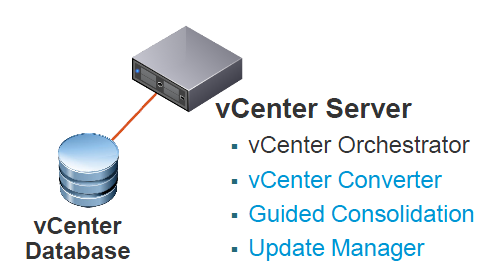 vCenter Server
vCenter Orchestrator
vCenter Converter
Guided Consolidation
Update Manager
vCenter
Database